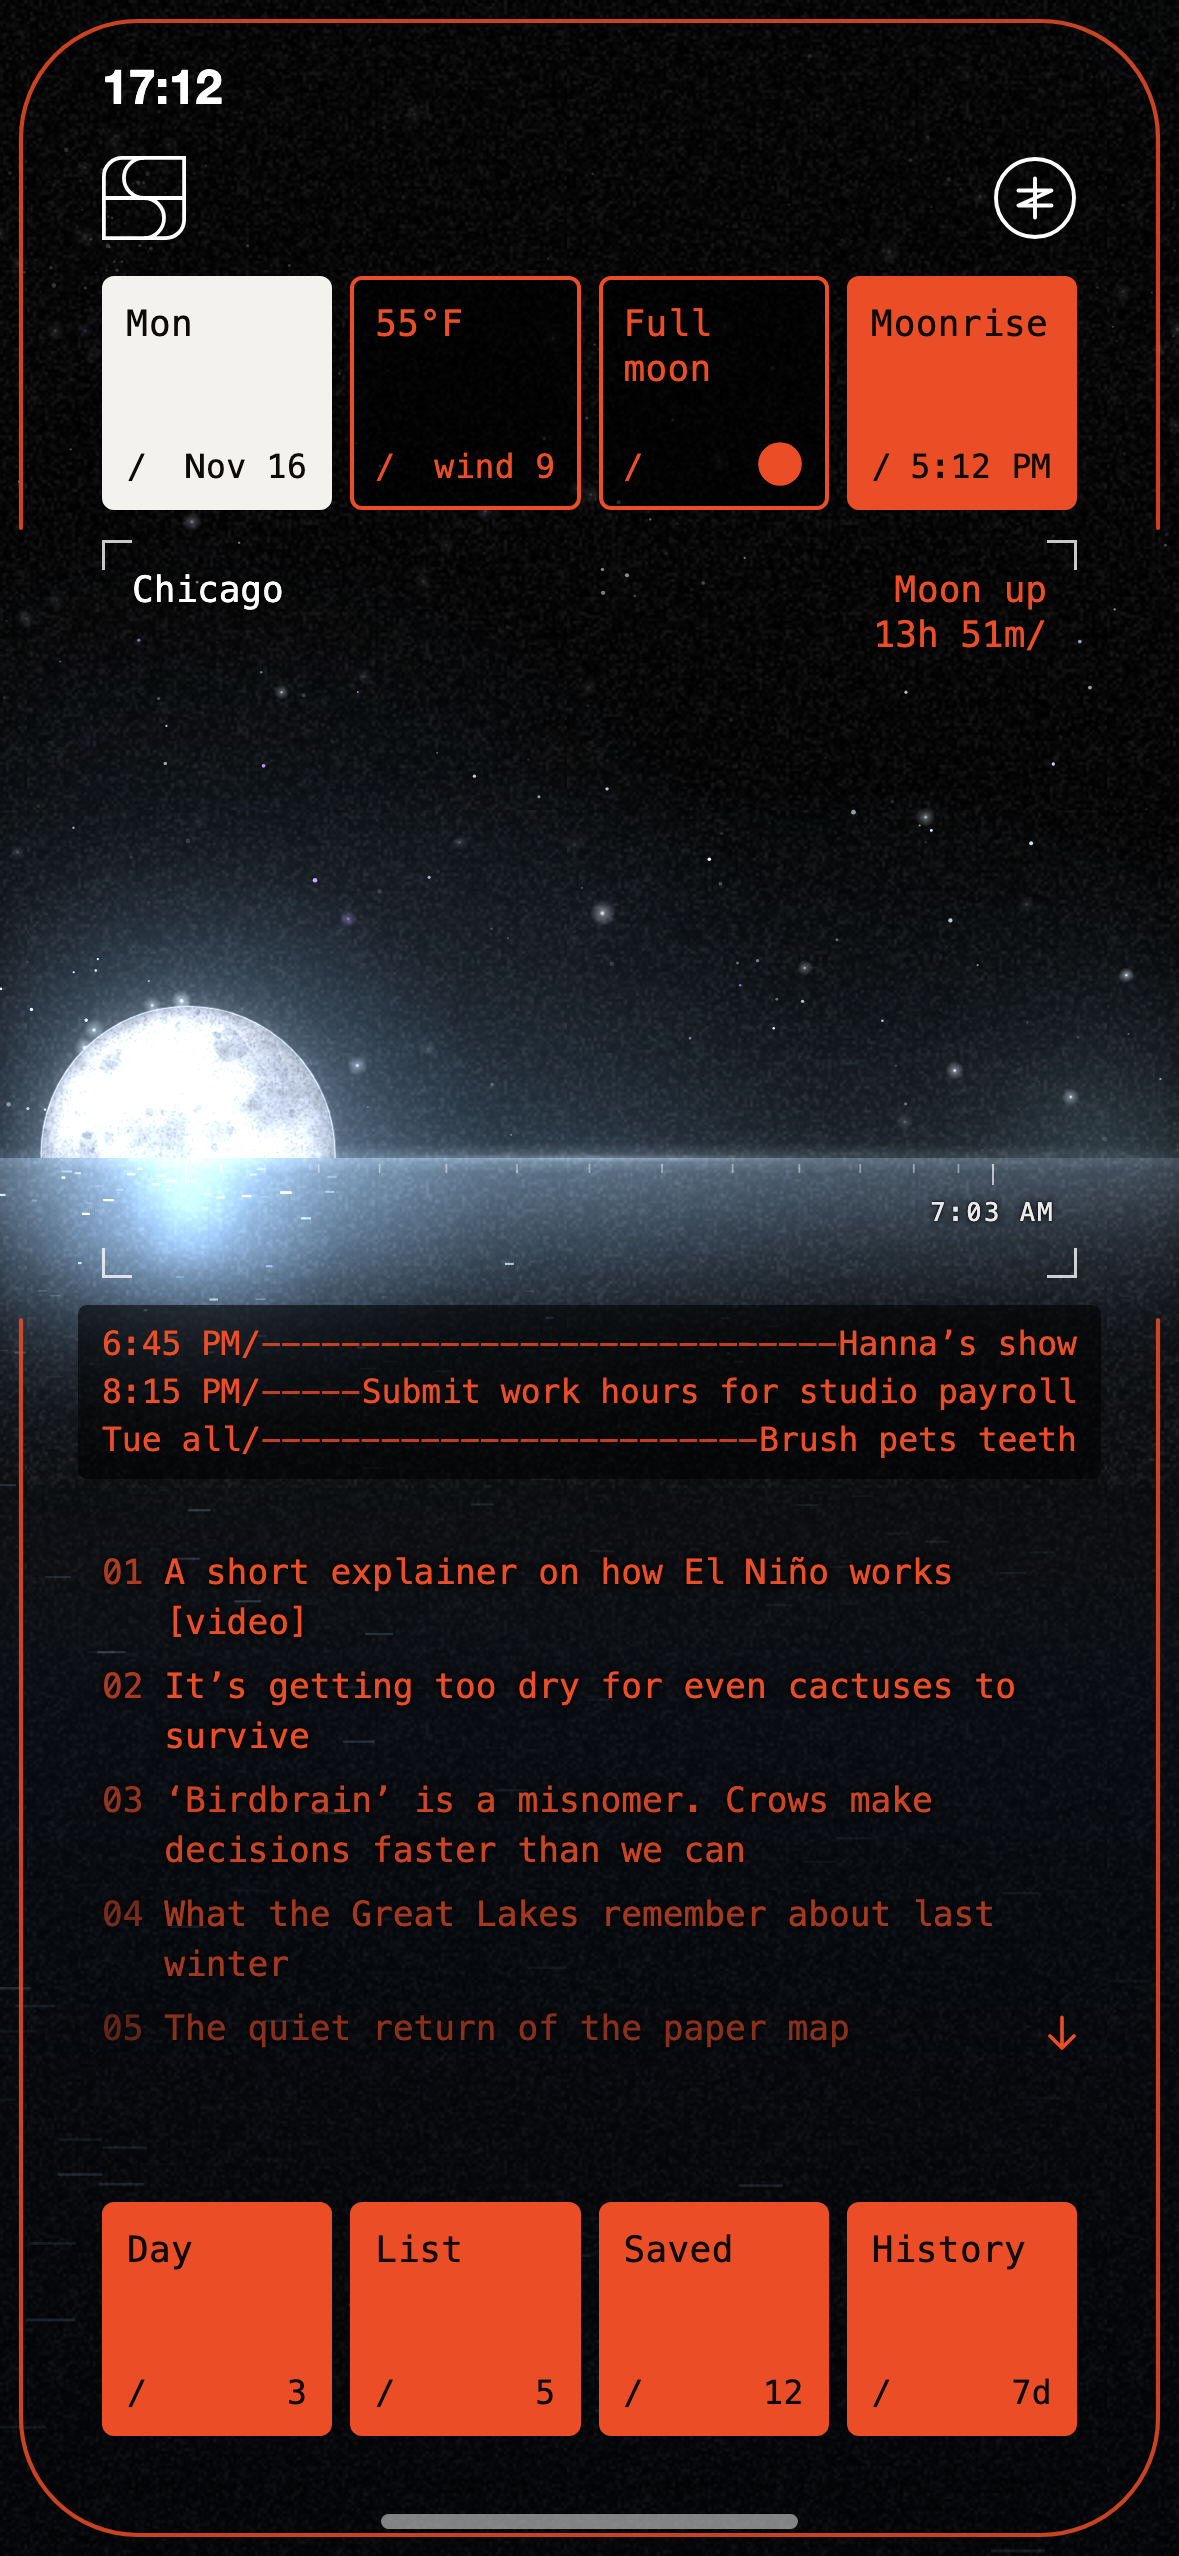 17:12
Mon
/ Nov 16
55°F
/ wind 9
Full
moon
/
Moonrise
/ 5:12 PM
Chicago
Moon up
13h 51m/
7:03 AM
6:45 PM/—————————————————————————————Hanna’s show
8:15 PM/—————Submit work hours for studio payroll
Tue all/—————————————————————————Brush pets teeth
01 A short explainer on how El Niño works
[video]
02 It’s getting too dry for even cactuses to
survive
03 ‘Birdbrain’ is a misnomer. Crows make
decisions faster than we can
04 What the Great Lakes remember about last
winter
05 The quiet return of the paper map
Day
/ 3
List
/ 5
Saved
/ 12
History
/ 7d